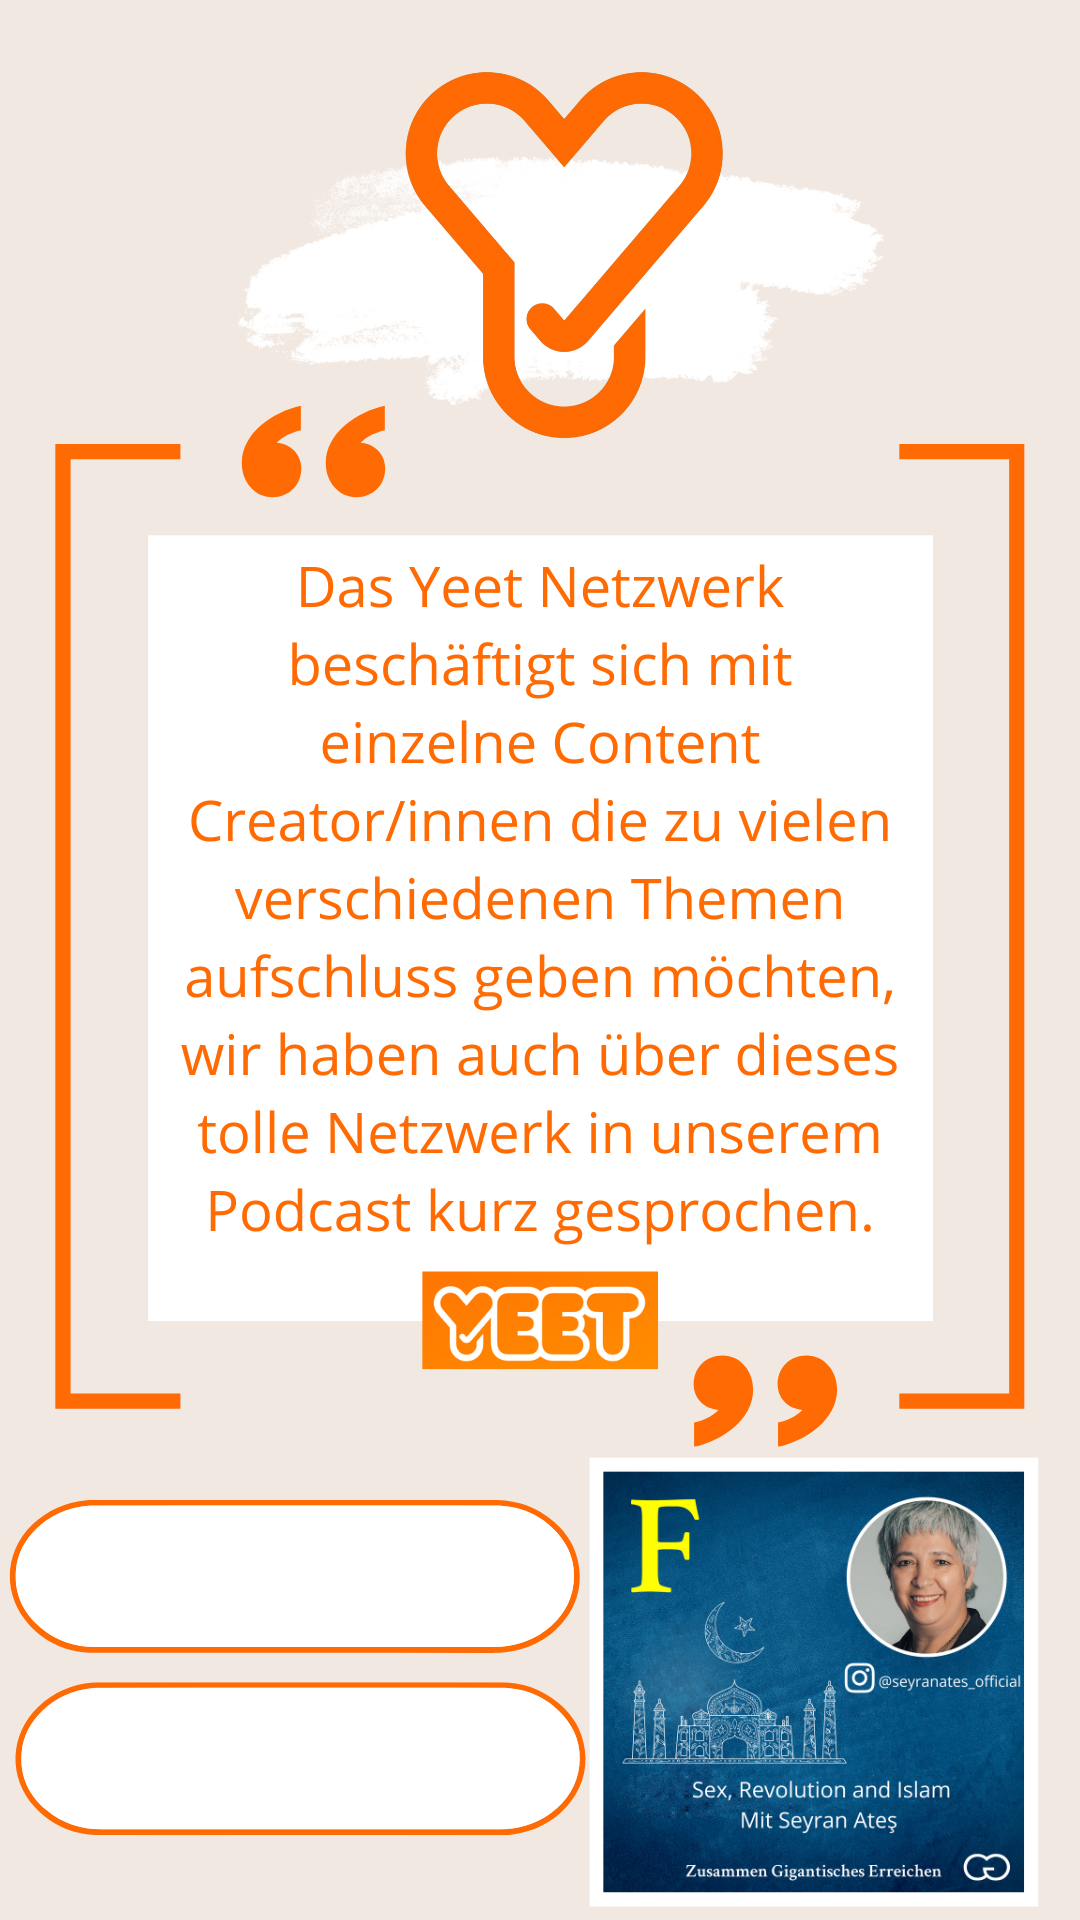 “
Das Yeet Netzwerk
beschäftigt sich mit
einzelne Content
Creator/innen die zu vielen
verschiedenen Themen
aufschluss geben möchten,
wir haben auch über dieses
tolle Netzwerk in unserem
Podcast kurz gesprochen.
YEET
”
F
@seyranates_official
Sex, Revolution and Islam
Mit Seyran Ateş
Zusammen Gigantisches Erreichen